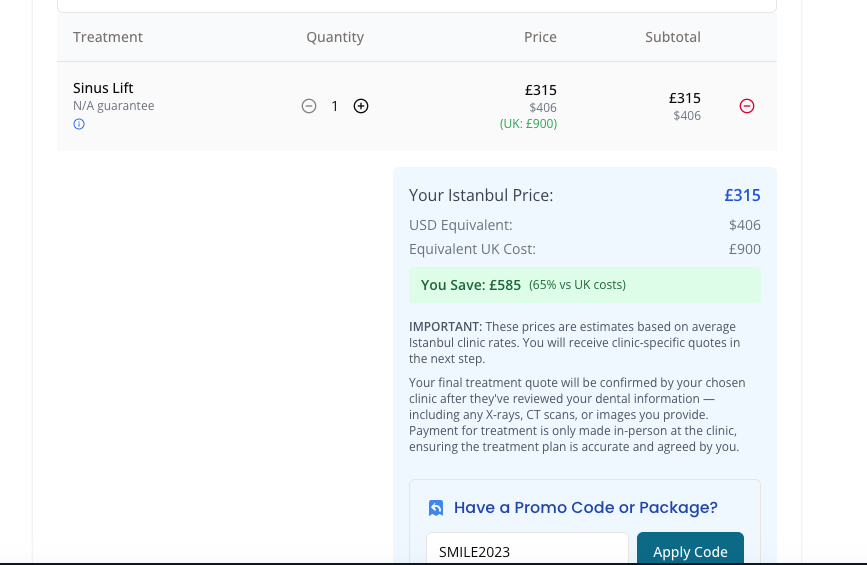 Treatment Quantity Price Subtotal
Sinus Lift
N/A guarantee
1
£315
$406
(UK: £900)
£315
$406
Your Istanbul Price: £315
USD Equivalent: $406
Equivalent UK Cost: £900
You Save: £585 (65% vs UK costs)
IMPORTANT: These prices are estimates based on average
Istanbul clinic rates. You will receive clinic-specific quotes in
the next step.
Your final treatment quote will be confirmed by your chosen
clinic after they've reviewed your dental information —
including any X-rays, CT scans, or images you provide.
Payment for treatment is only made in-person at the clinic,
ensuring the treatment plan is accurate and agreed by you.
Have a Promo Code or Package?
SMILE2023 Apply Code